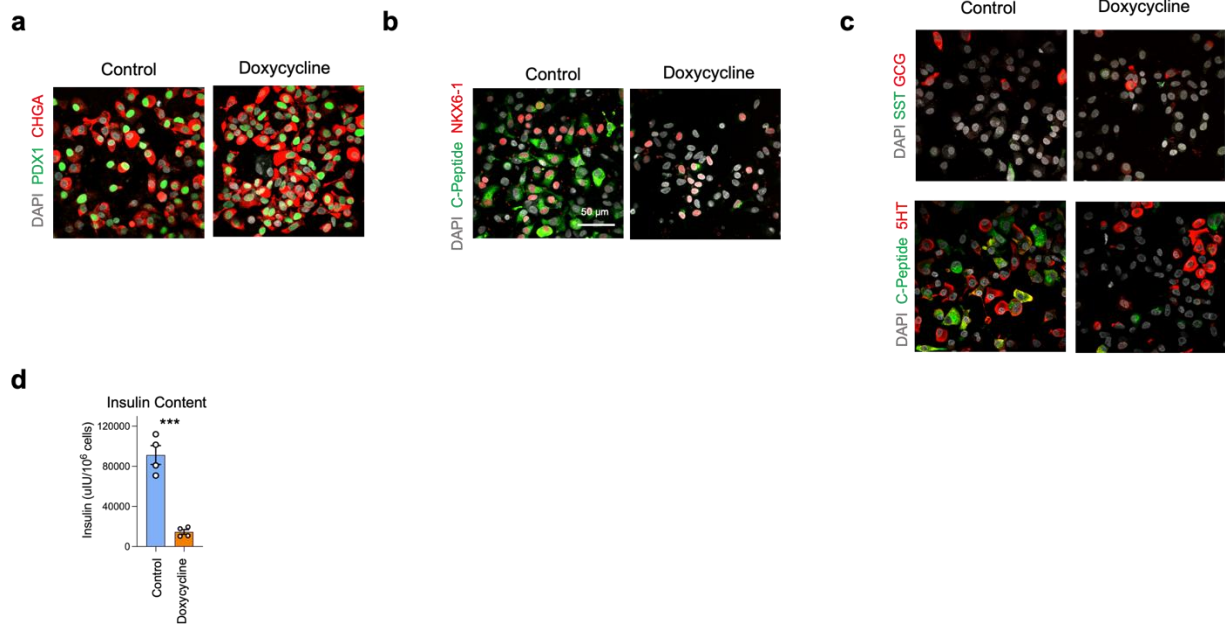 a
Control
Doxycycline
DAPI PDX1 CHGA
b
Control
Doxycycline
DAPI C-Peptide NKX6-1
50 µm
c
Control
Doxycycline
DAPI SST GCG
DAPI C-Peptide 5HT
d
Insulin Content
***
Insulin (uIU/10⁶ cells)
120000
80000
40000
0
Control
Doxycycline